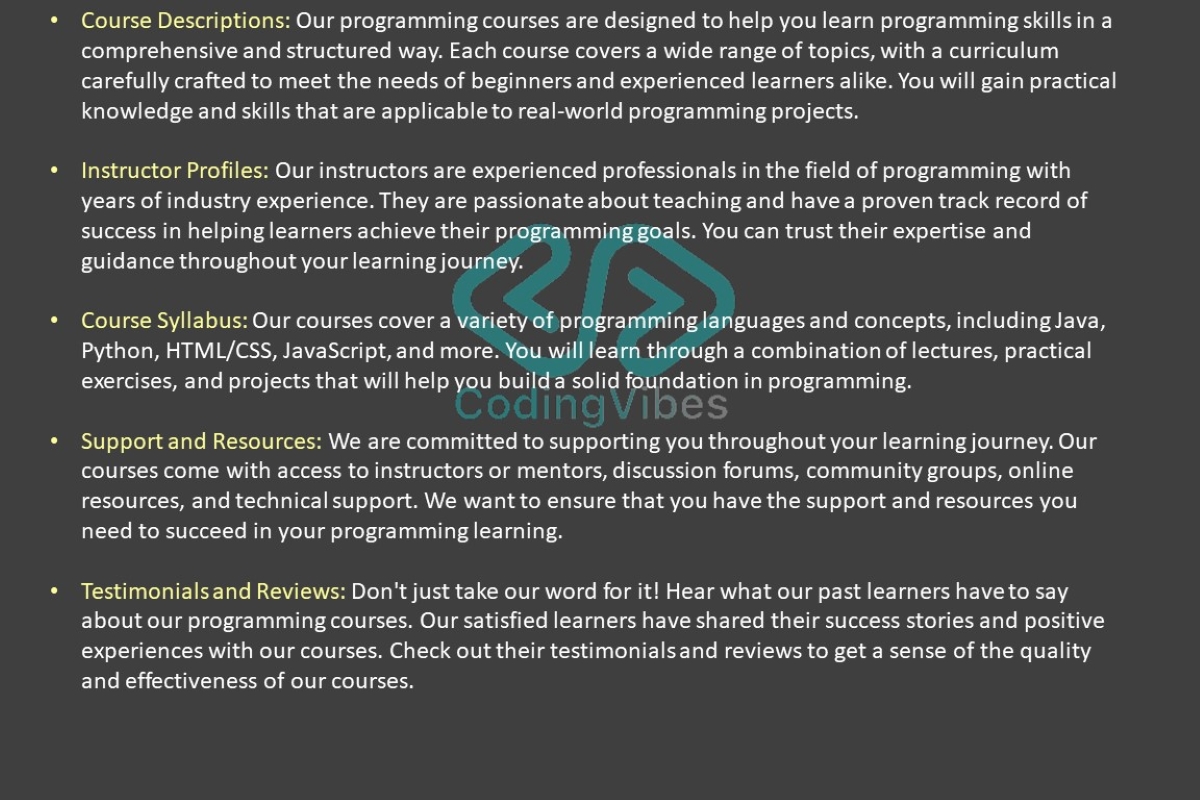 • Course Descriptions: Our programming courses are designed to help you learn programming skills in a
comprehensive and structured way. Each course covers a wide range of topics, with a curriculum
carefully crafted to meet the needs of beginners and experienced learners alike. You will gain practical
knowledge and skills that are applicable to real-world programming projects.
• Instructor Profiles: Our instructors are experienced professionals in the field of programming with
years of industry experience. They are passionate about teaching and have a proven track record of
success in helping learners achieve their programming goals. You can trust their expertise and
guidance throughout your learning journey.
• Course Syllabus: Our courses cover a variety of programming languages and concepts, including Java,
Python, HTML/CSS, JavaScript, and more. You will learn through a combination of lectures, practical
exercises, and projects that will help you build a solid foundation in programming.
CodingVibes
• Support and Resources: We are committed to supporting you throughout your learning journey. Our
courses come with access to instructors or mentors, discussion forums, community groups, online
resources, and technical support. We want to ensure that you have the support and resources you
need to succeed in your programming learning.
• Testimonials and Reviews: Don't just take our word for it! Hear what our past learners have to say
about our programming courses. Our satisfied learners have shared their success stories and positive
experiences with our courses. Check out their testimonials and reviews to get a sense of the quality
and effectiveness of our courses.